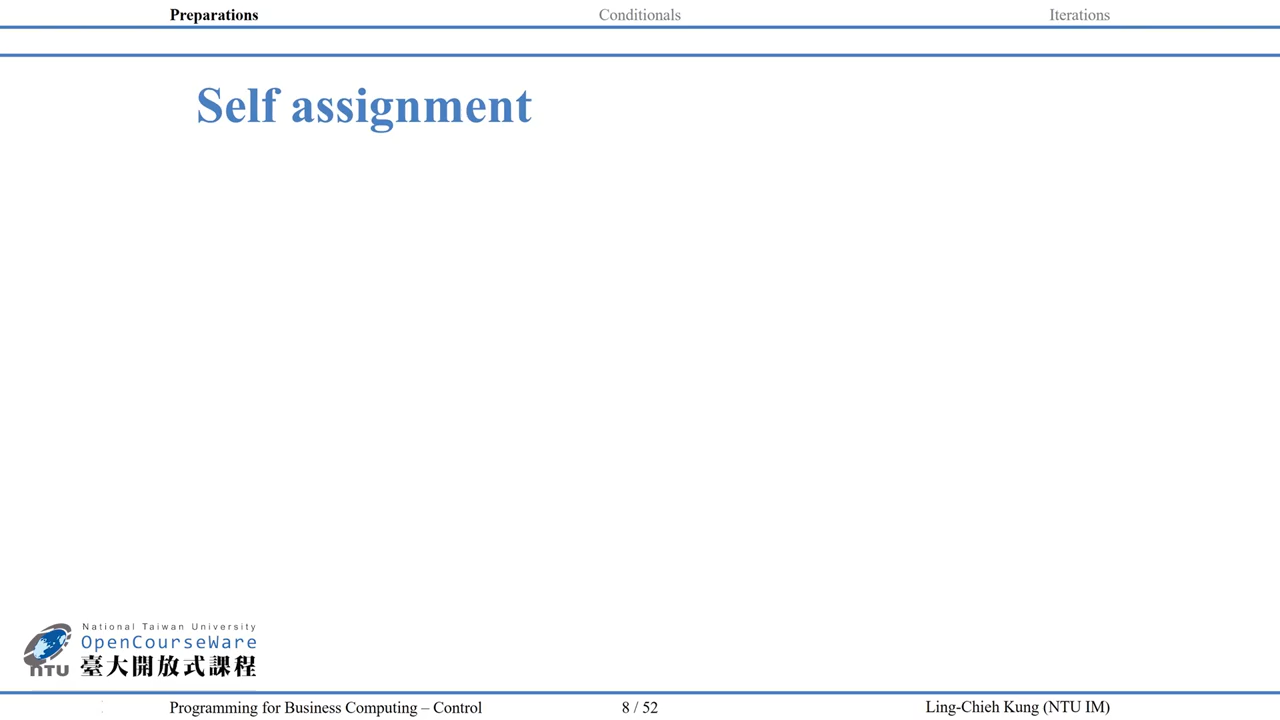 Preparations
Conditionals
Iterations
Self assignment
National Taiwan University
OpenCourseWare
NTU
臺大開放式課程
Programming for Business Computing – Control
8 / 52
Ling-Chieh Kung (NTU IM)